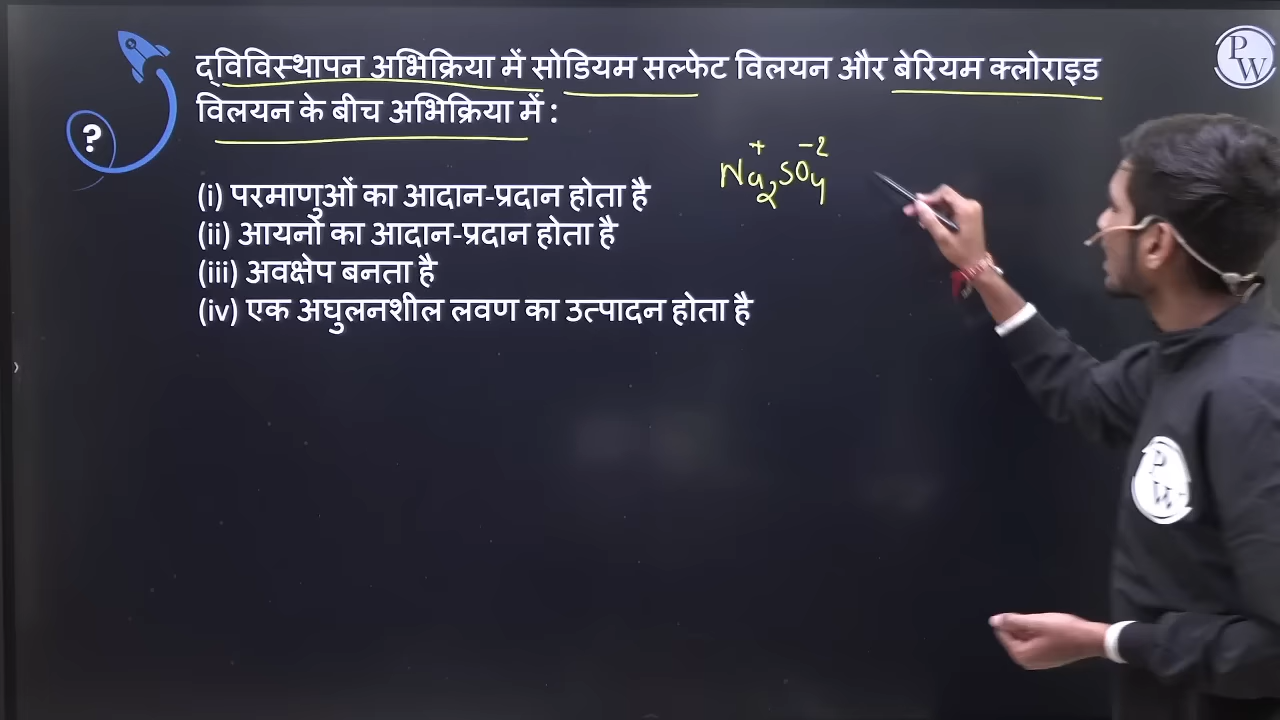 द्विविस्थापन अभिक्रिया में सोडियम सल्फेट विलयन और बेरियम क्लोराइड
विलयन के बीच अभिक्रिया में :
?
(i) परमाणुओं का आदान-प्रदान होता है
(ii) आयनो का आदान-प्रदान होता है
(iii) अवक्षेप बनता है
(iv) एक अघुलनशील लवण का उत्पादन होता है
+ -2
Na2SO4
P
W
P
W